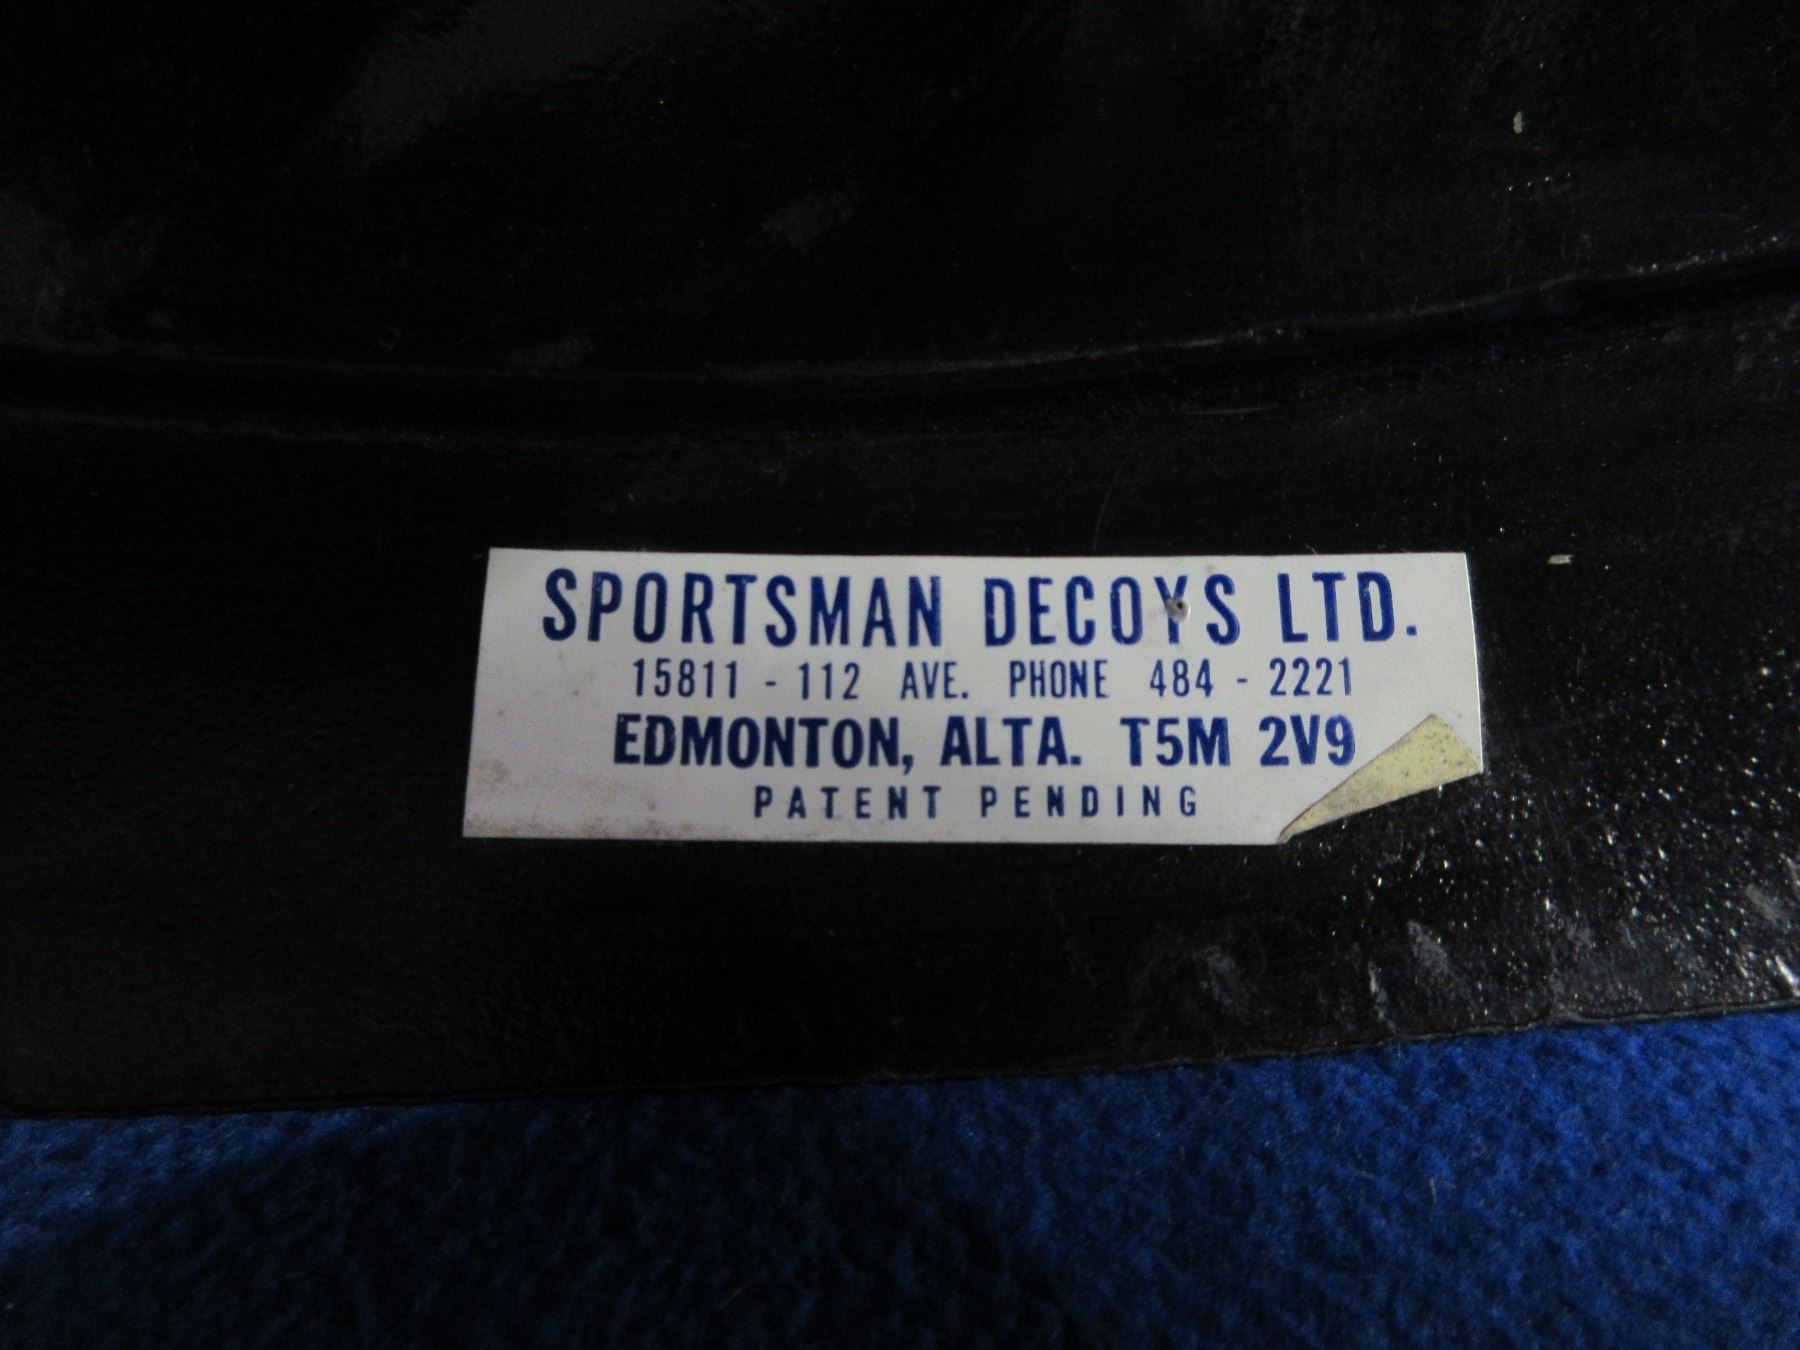 SPORTSMAN DECOYS LTD.
15811 - 112 AVE. PHONE 484 - 2221
EDMONTON, ALTA. T5M 2V9
PATENT PENDING